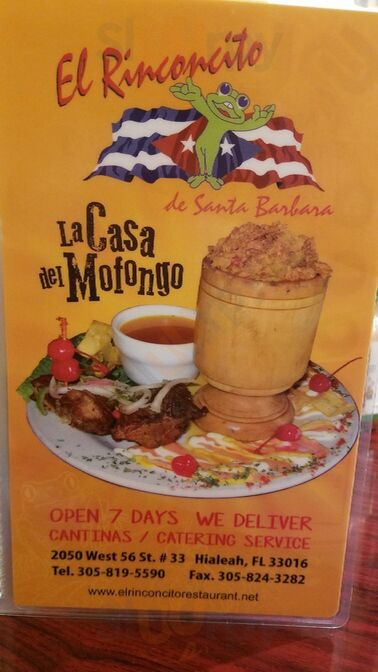 El Rinconcito
de Santa Barbara
La Casa
del Mofongo
OPEN 7 DAYS WE DELIVER
CANTINAS / CATERING SERVICE
2050 West 56 St. # 33 Hialeah, FL 33016
Tel. 305-819-5590 Fax. 305-824-3282
www.elrinconcitorestaurant.net